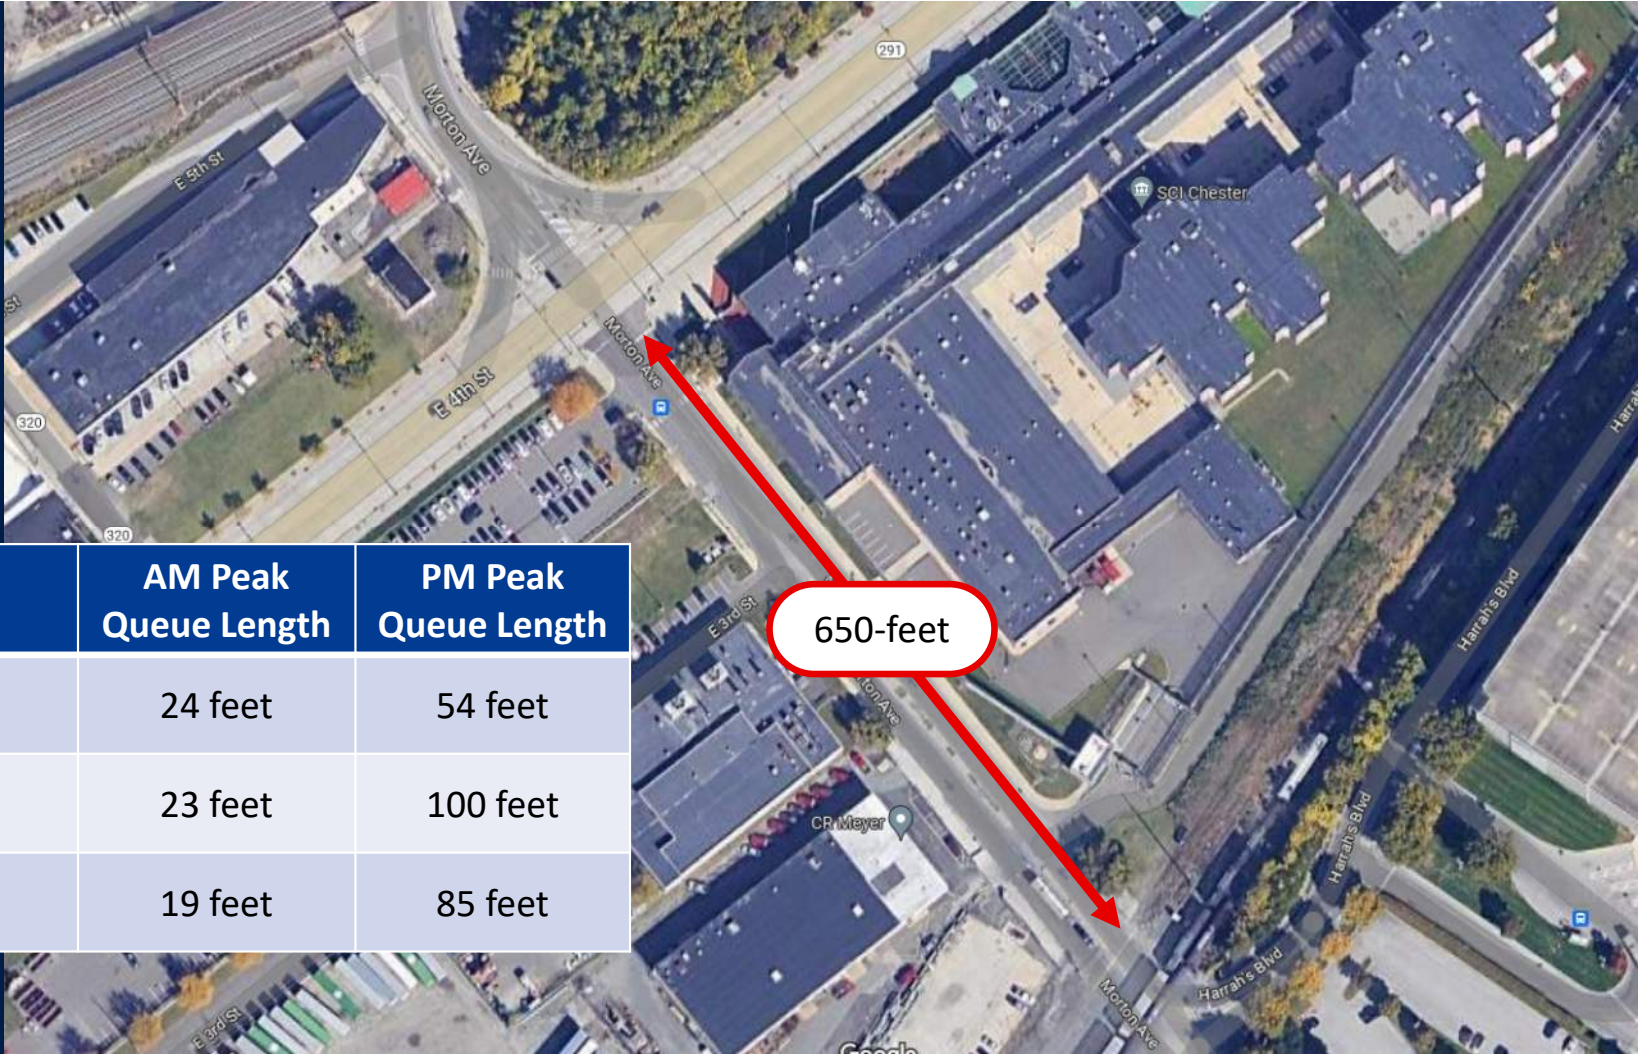 291
Morton Ave
E 5th St
SCI Chester
St
Morton Ave
E 4th St
320
Harrah's
320
AM Peak
Queue Length
PM Peak
Queue Length
E 3rd St
650-feet
Harrah's Blvd
24 feet
54 feet
Morton Ave
23 feet
100 feet
CR Meyer
Harrah's Blvd
19 feet
85 feet
Harrah's Blvd
Morton Ave
E 3rd St
Google